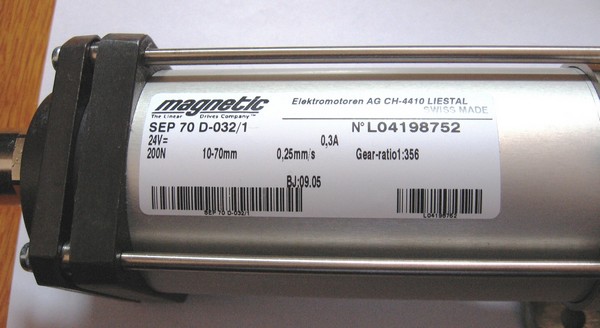 magnetic
The Linear Drives Company™
Elektromotoren AG CH-4410 LIESTAL
SWISS MADE
SEP 70 D-032/1
N° L04198752
24V= 0,3A
200N 10-70mm 0,25mm/s Gear-ratio1:356
BJ:09.05
SEP 70 D-032/1
L04198752